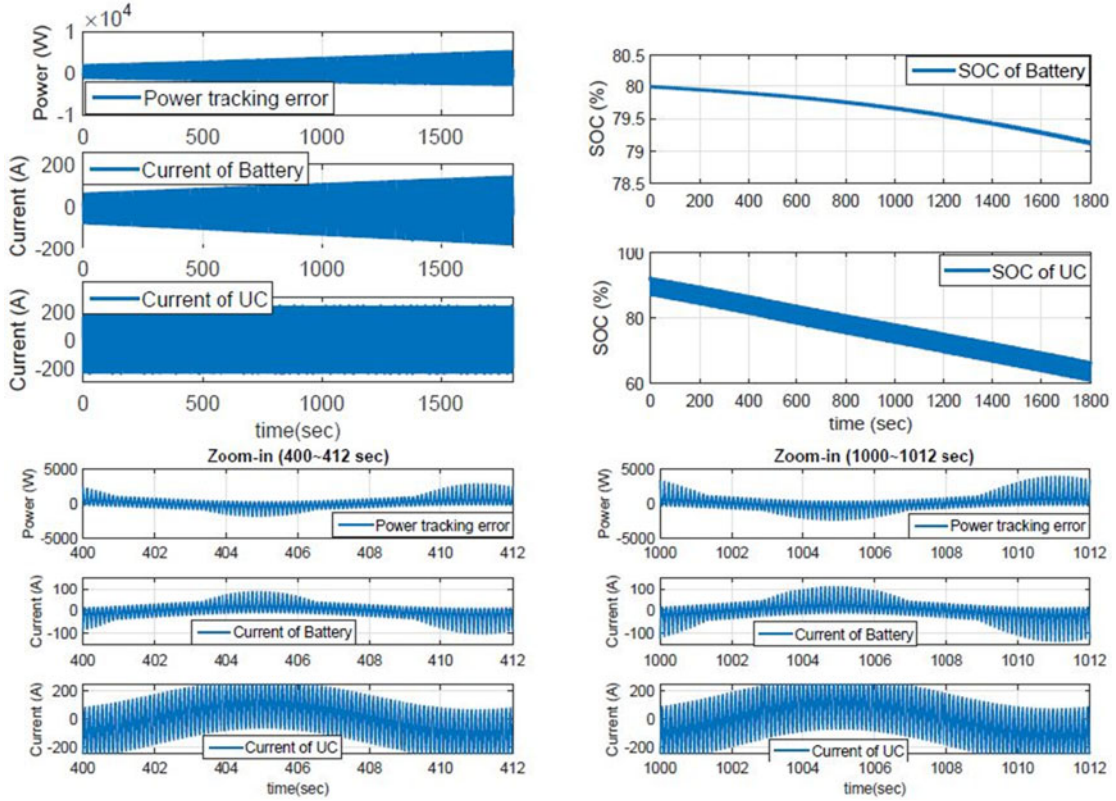 ×10⁴
Power (W)
1
0
-1
Power tracking error
0 500 1000 1500
Current (A)
200
0
-200
Current of Battery
0 500 1000 1500
Current (A)
200
0
-200
Current of UC
0 500 1000 1500
time(sec)
SOC (%)
80.5
80
79.5
79
78.5
SOC of Battery
0 200 400 600 800 1000 1200 1400 1600 1800
SOC (%)
100
80
60
SOC of UC
0 200 400 600 800 1000 1200 1400 1600 1800
time (sec)
Zoom-in (400~412 sec)
Power (W)
5000
0
-5000
Power tracking error
400 402 404 406 408 410 412
Current (A)
100
0
-100
Current of Battery
400 402 404 406 408 410 412
Current (A)
200
0
-200
Current of UC
400 402 404 406 408 410 412
time(sec)
Zoom-in (1000~1012 sec)
Power (W)
5000
0
-5000
Power tracking error
1000 1002 1004 1006 1008 1010 1012
Current (A)
100
0
-100
Current of Battery
1000 1002 1004 1006 1008 1010 1012
Current (A)
200
0
-200
Current of UC
1000 1002 1004 1006 1008 1010 1012
time(sec)